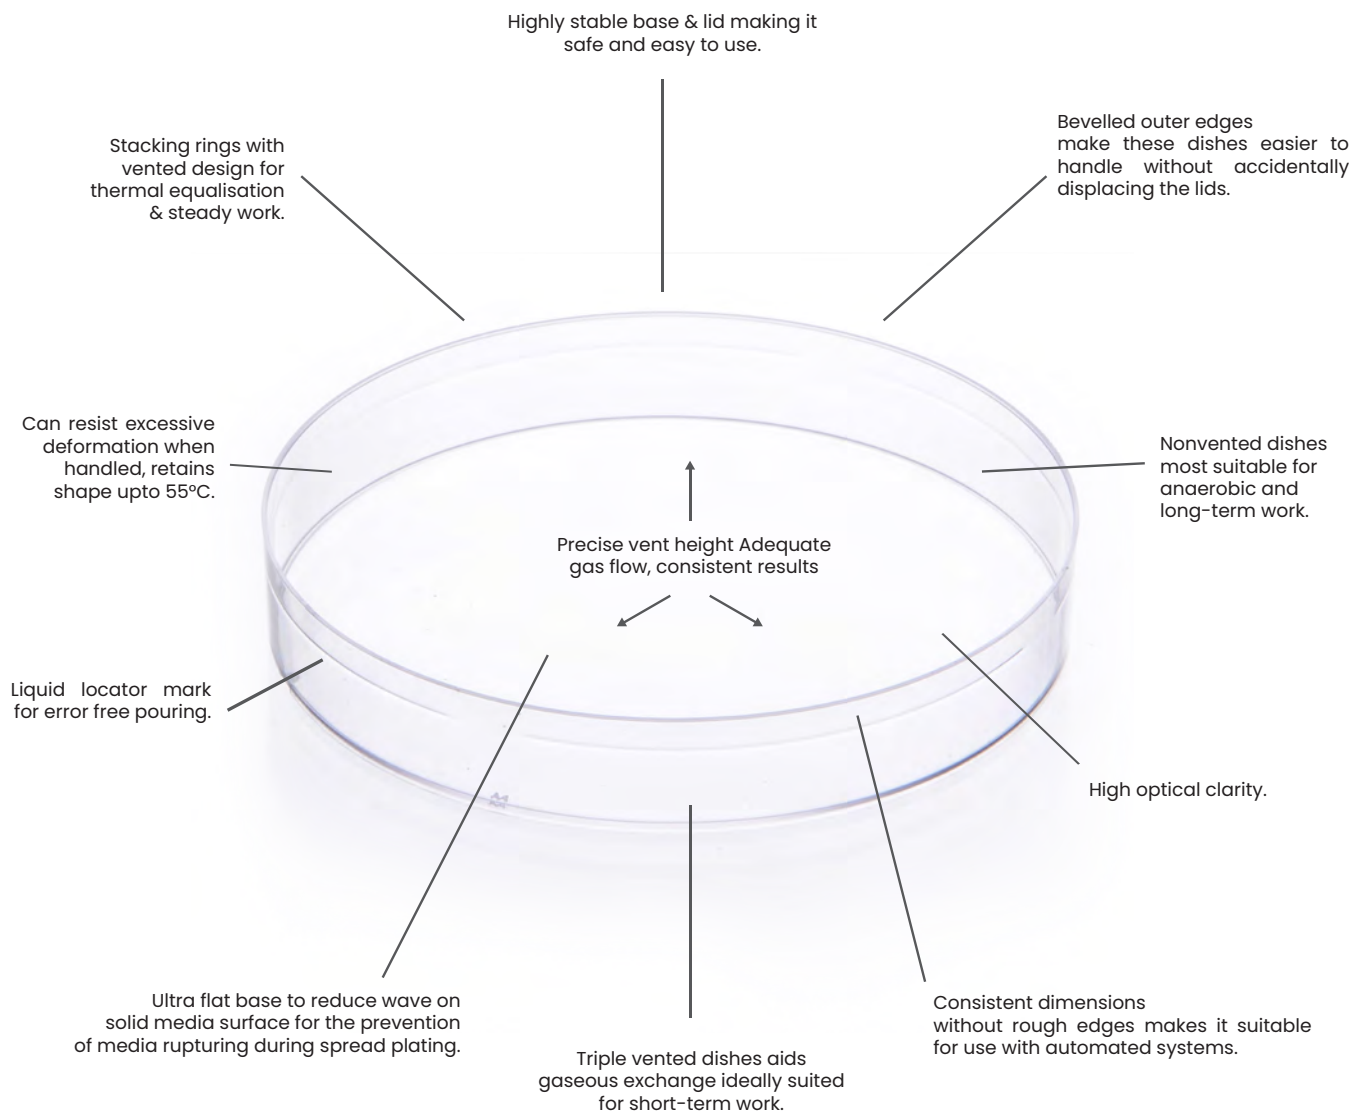 Highly stable base & lid making it
safe and easy to use.
Stacking rings with
vented design for
thermal equalisation
& steady work.
Bevelled outer edges
make these dishes easier to
handle without accidentally
displacing the lids.
Can resist excessive
deformation when
handled, retains
shape upto 55°C.
Nonvented dishes
most suitable for
anaerobic and
long-term work.
Precise vent height Adequate
gas flow, consistent results
Liquid locator mark
for error free pouring.
High optical clarity.
Ultra flat base to reduce wave on
solid media surface for the prevention
of media rupturing during spread plating.
Consistent dimensions
without rough edges makes it suitable
for use with automated systems.
Triple vented dishes aids
gaseous exchange ideally suited
for short-term work.